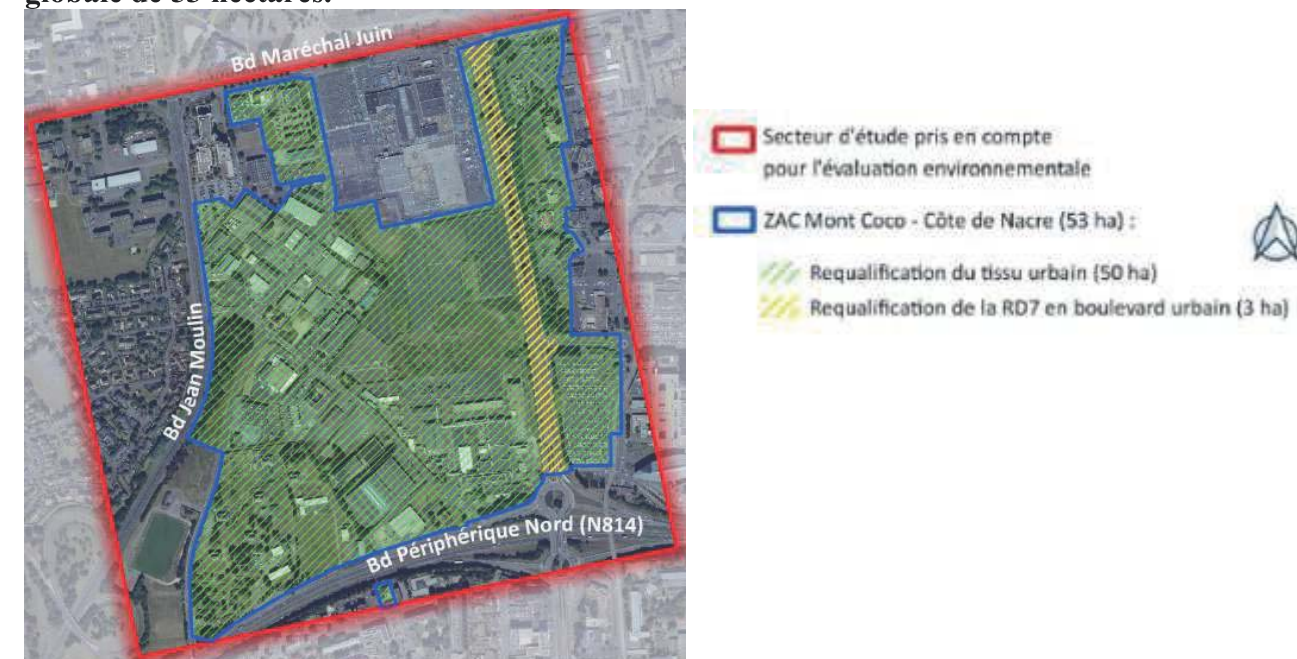 globale de 53 hectares.
Bd Maréchal Juin
Bd Jean Moulin
Bd Périphérique Nord (N814)
Secteur d'étude pris en compte
pour l'évaluation environnementale
ZAC Mont Coco - Côte de Nacre (53 ha) :
Requalification du tissu urbain (50 ha)
Requalification de la RD7 en boulevard urbain (3 ha)